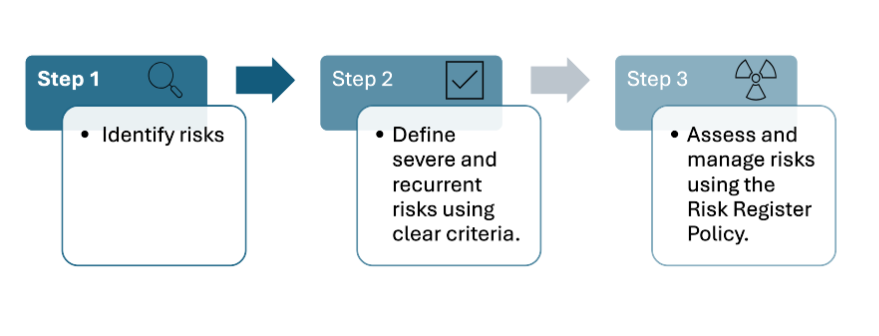 Step 1
• Identify risks
Step 2
• Define
severe and
recurrent
risks using
clear criteria.
Step 3
• Assess and
manage risks
using the
Risk Register
Policy.